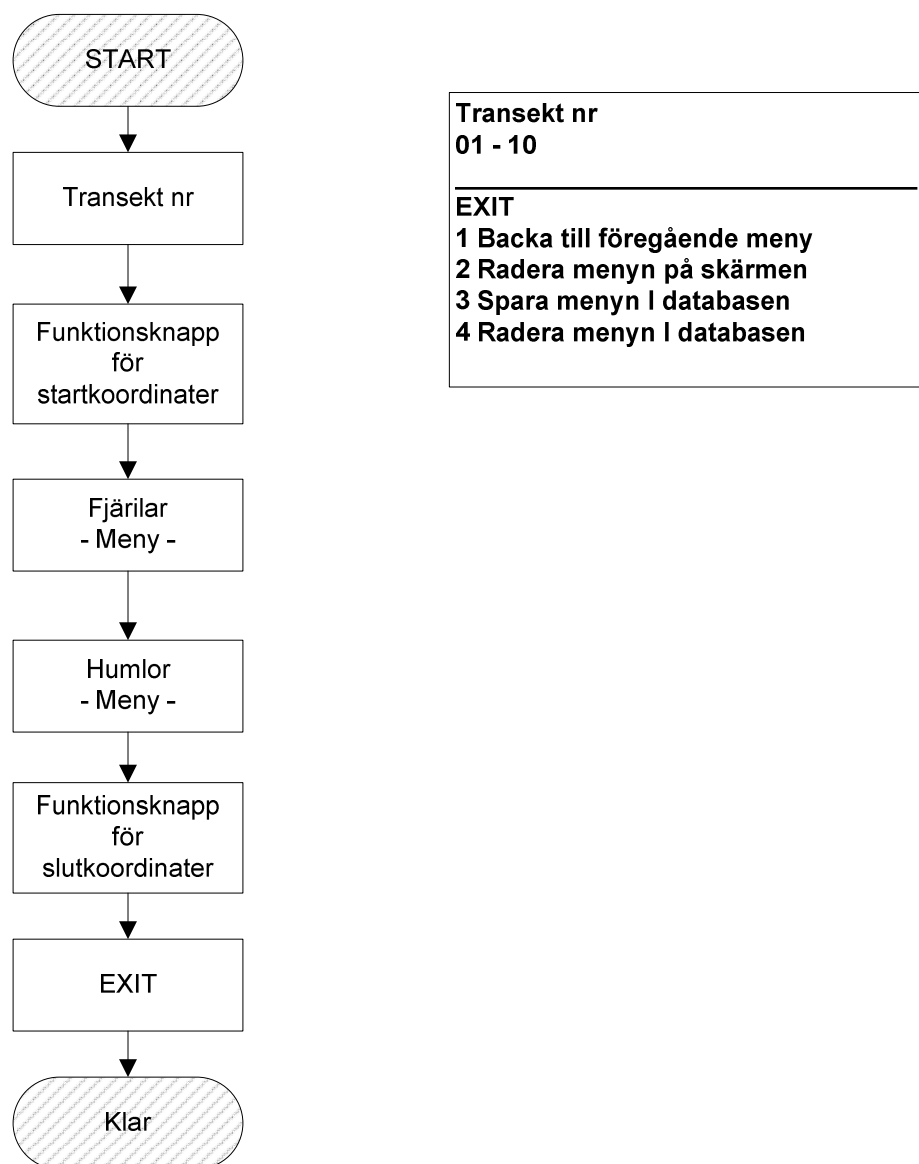 START
Transekt nr
Funktionsknapp
för
startkoordinater
Fjärilar
- Meny -
Humlor
- Meny -
Funktionsknapp
för
slutkoordinater
EXIT
Klar
Transekt nr
01 - 10
EXIT
1 Backa till föregående meny
2 Radera menyn på skärmen
3 Spara menyn I databasen
4 Radera menyn I databasen